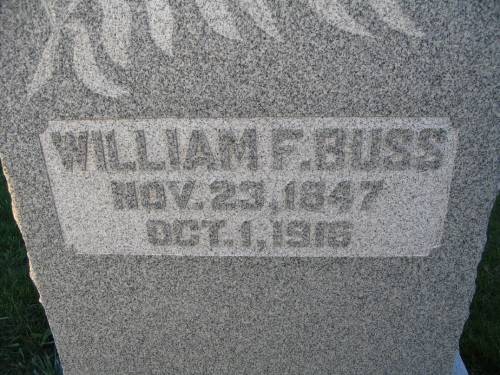 WILLIAM F. BUSS
NOV. 23, 1847
OCT. 1, 1916